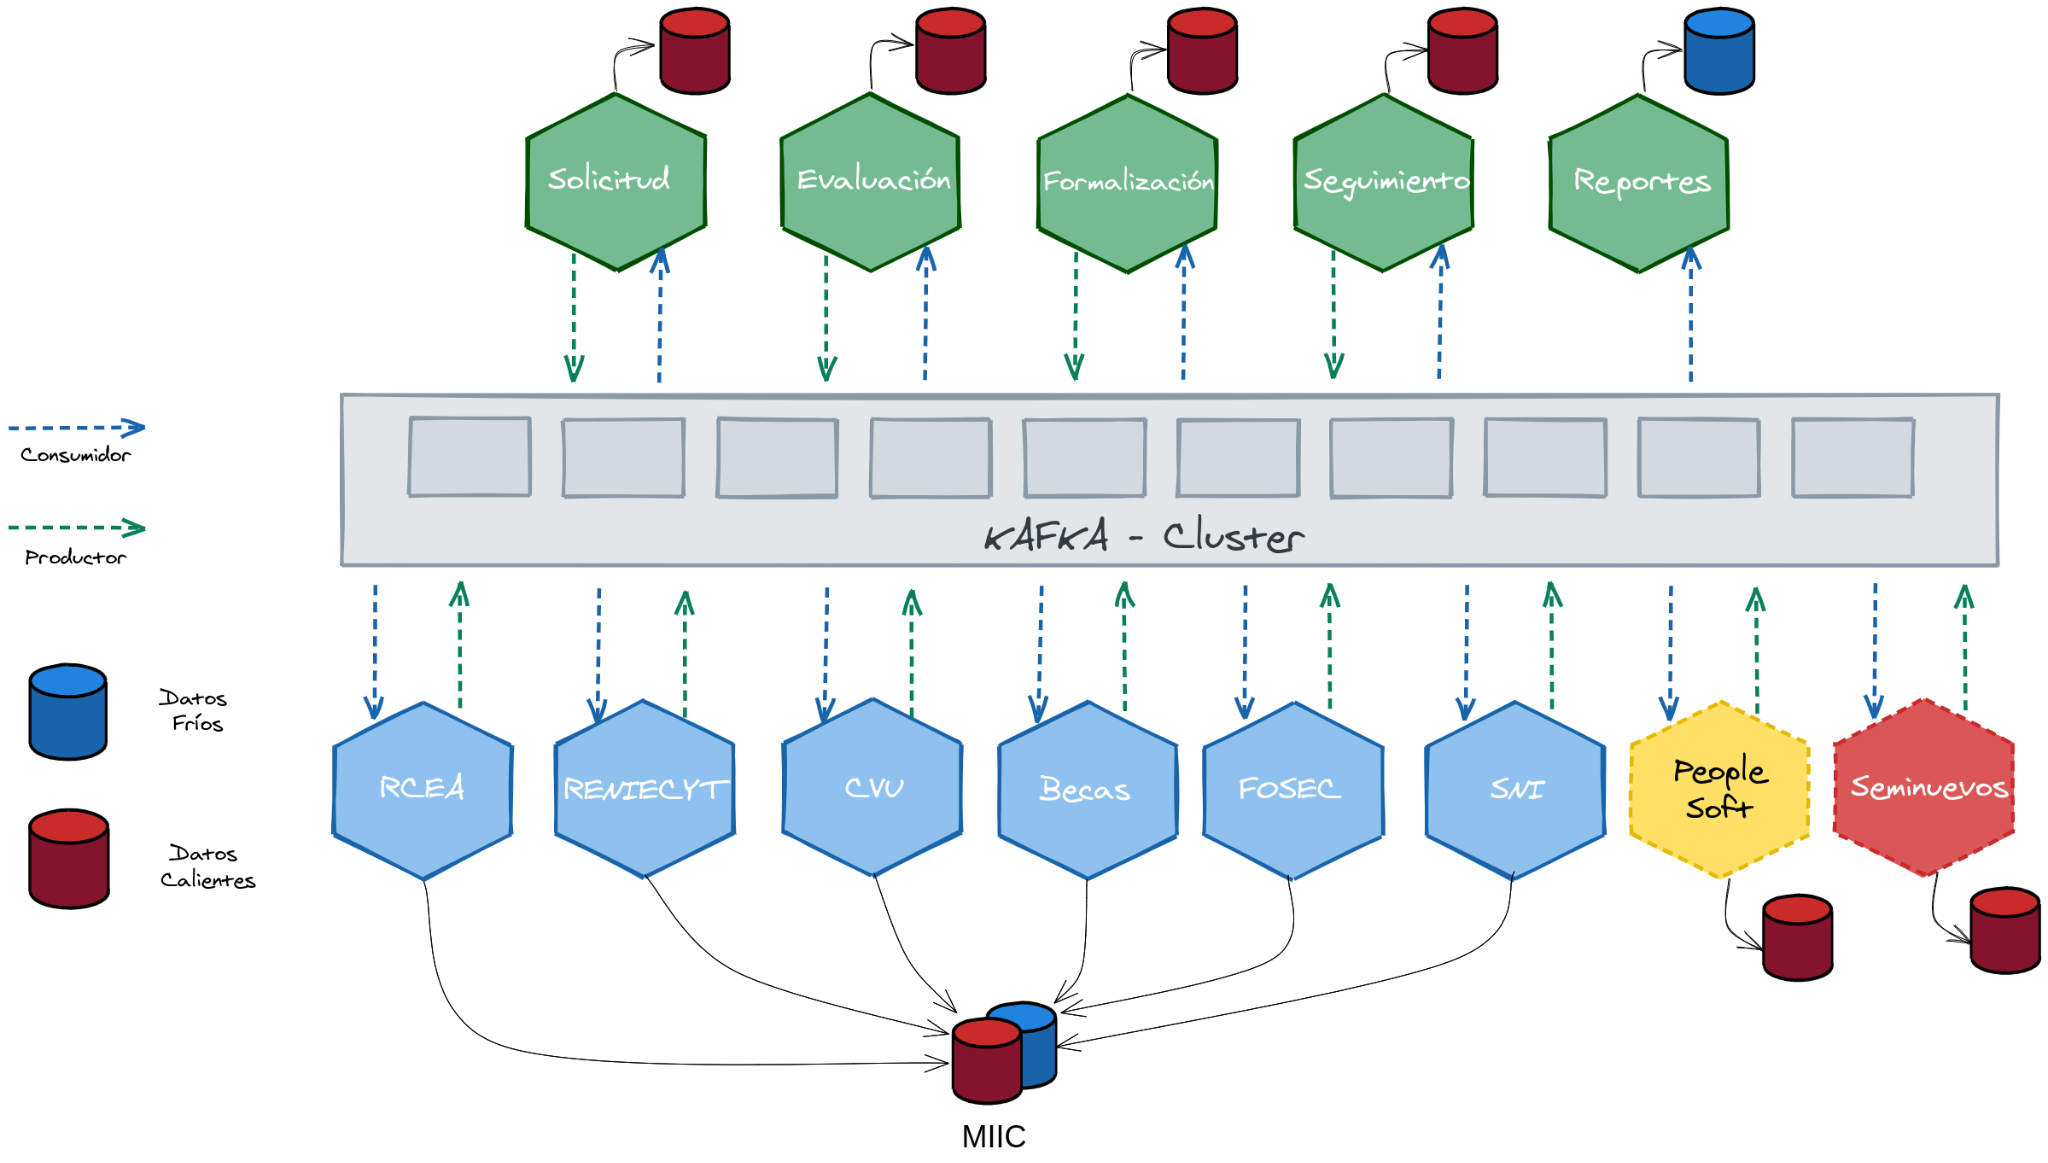 Solicitud
Evaluación
Formalización
Seguimiento
Reportes
Consumidor
Productor
KAFKA - Cluster
Datos
Fríos
Datos
Calientes
RCEA
RENIECYT
CVU
Becas
FOSEC
SNI
People
Soft
Seminuevos
MIIC